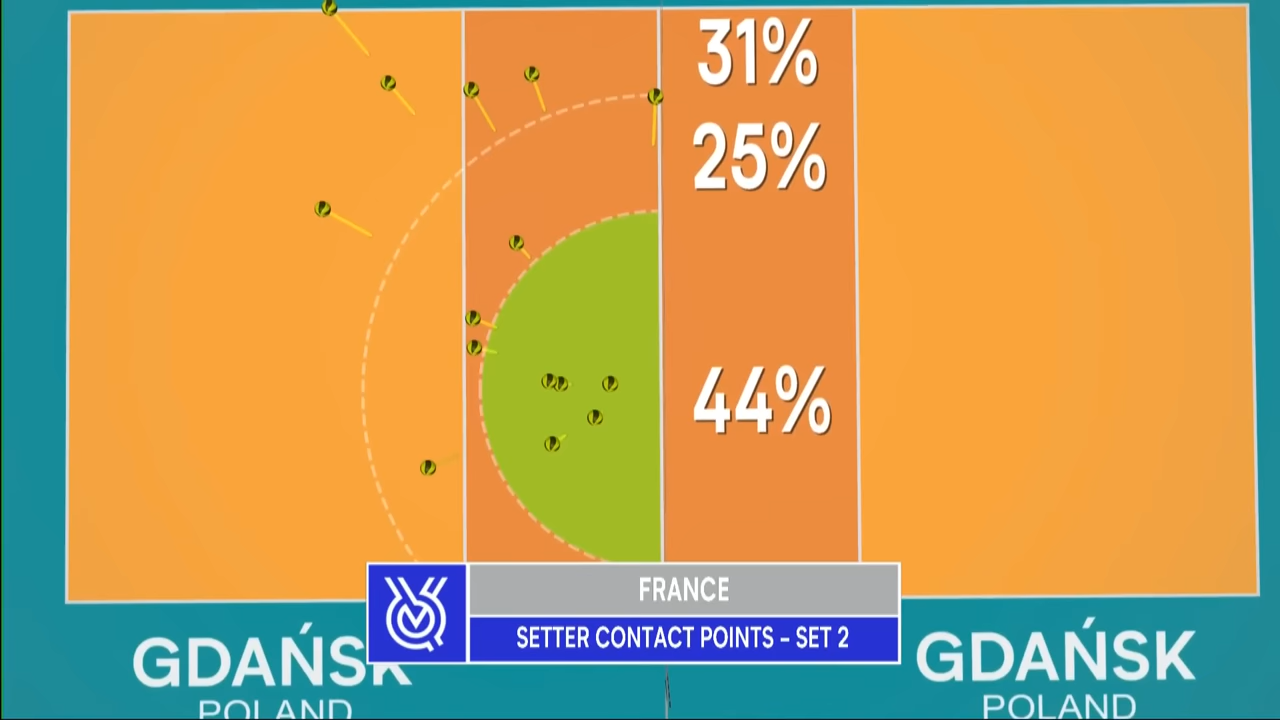 31%
25%
44%
FRANCE
SETTER CONTACT POINTS – SET 2
GDAŃSK
POLAND
GDAŃSK
POLAND